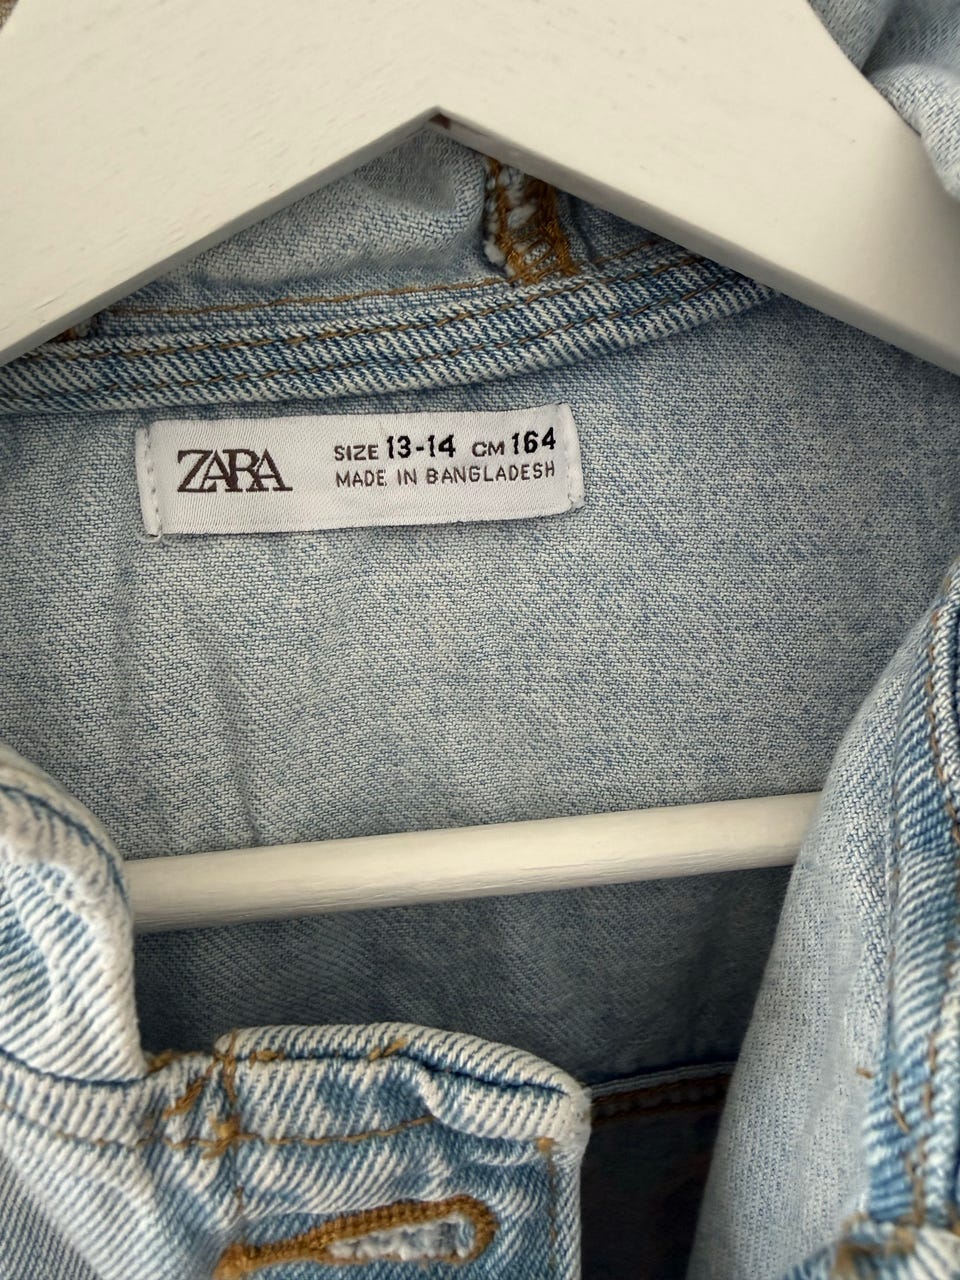 ZARA
SIZE 13-14 CM 164
MADE IN BANGLADESH